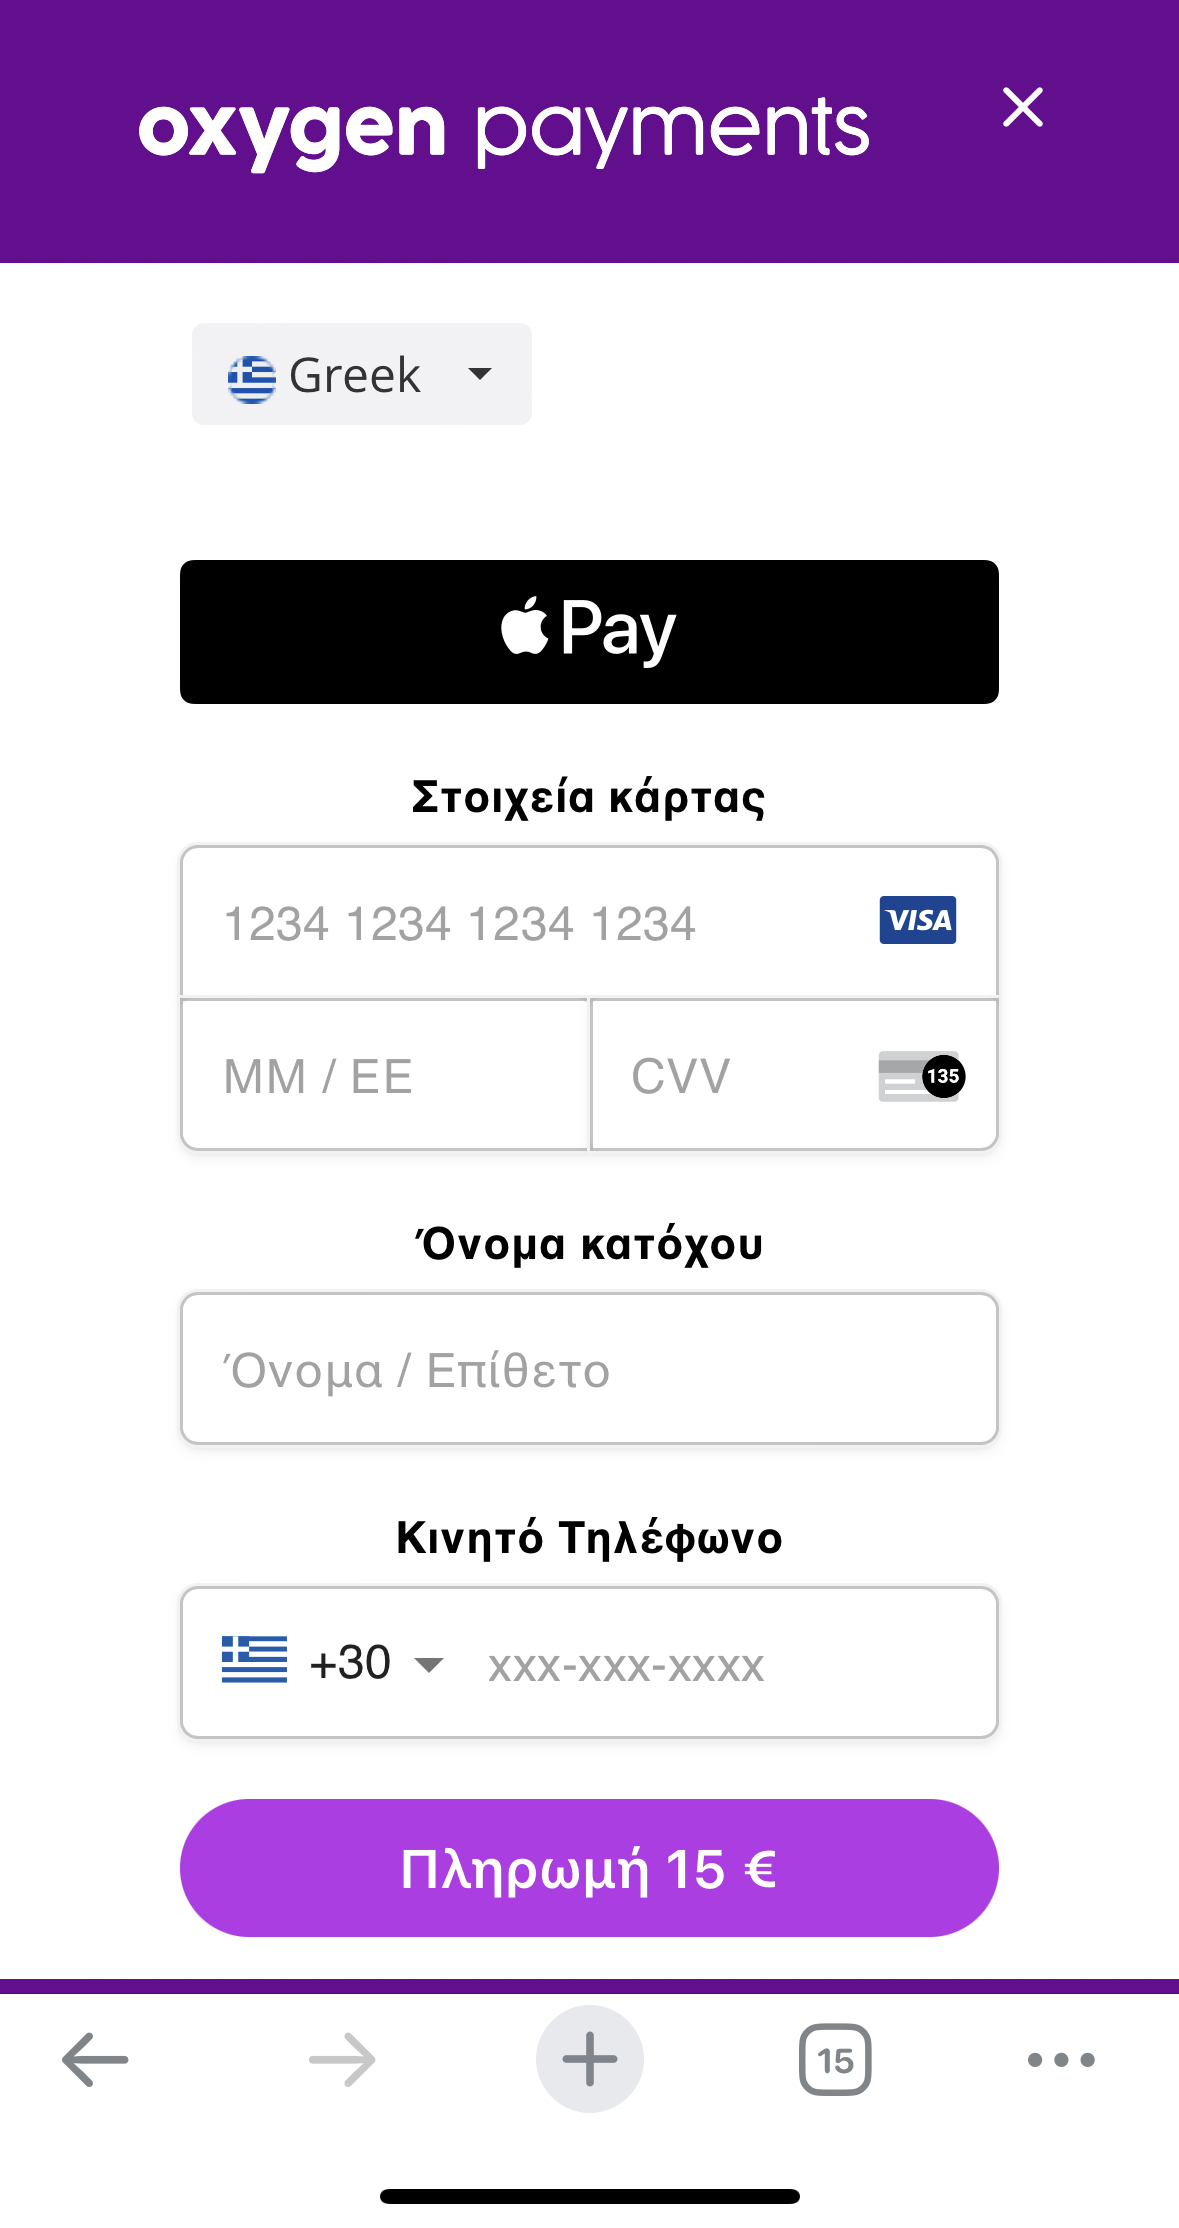 oxygen payments
Greek
Pay
Στοιχεία κάρτας
1234 1234 1234 1234
VISA
MM / ΕΕ
CVV
135
Όνομα κατόχου
Όνομα / Επίθετο
Κινητό Τηλέφωνο
+30
xxx-xxx-xxxx
Πληρωμή 15 €
15